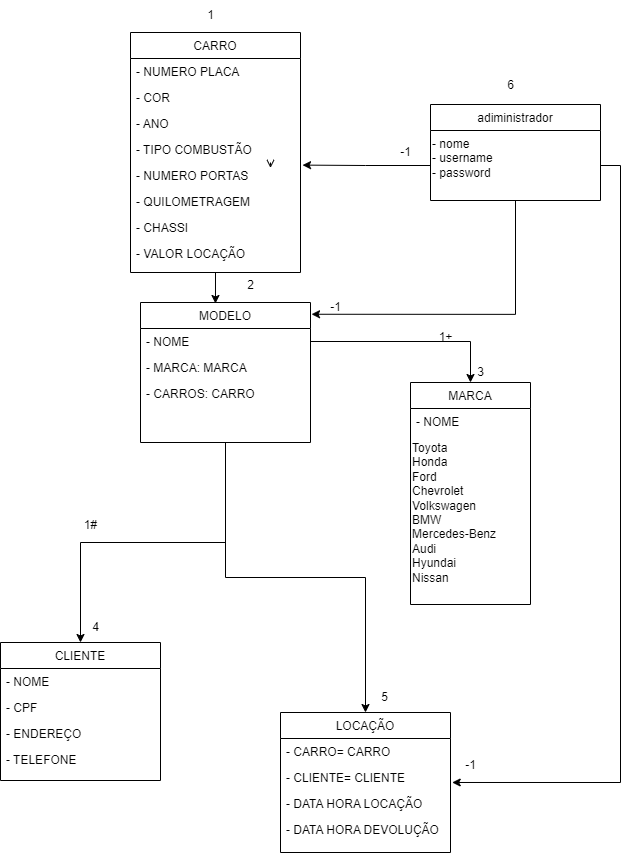 1
CARRO
- NUMERO PLACA
- COR
- ANO
- TIPO COMBUSTÃO
- NUMERO PORTAS
- QUILOMETRAGEM
- CHASSI
- VALOR LOCAÇÃO
6
adiministrador
- nome
- username
- password
-1
2
MODELO
- NOME
- MARCA: MARCA
- CARROS: CARRO
-1
1+
3
MARCA
- NOME
Toyota
Honda
Ford
Chevrolet
Volkswagen
BMW
Mercedes-Benz
Audi
Hyundai
Nissan
1#
4
CLIENTE
- NOME
- CPF
- ENDEREÇO
- TELEFONE
5
LOCAÇÃO
- CARRO= CARRO
- CLIENTE= CLIENTE
- DATA HORA LOCAÇÃO
- DATA HORA DEVOLUÇÃO
-1